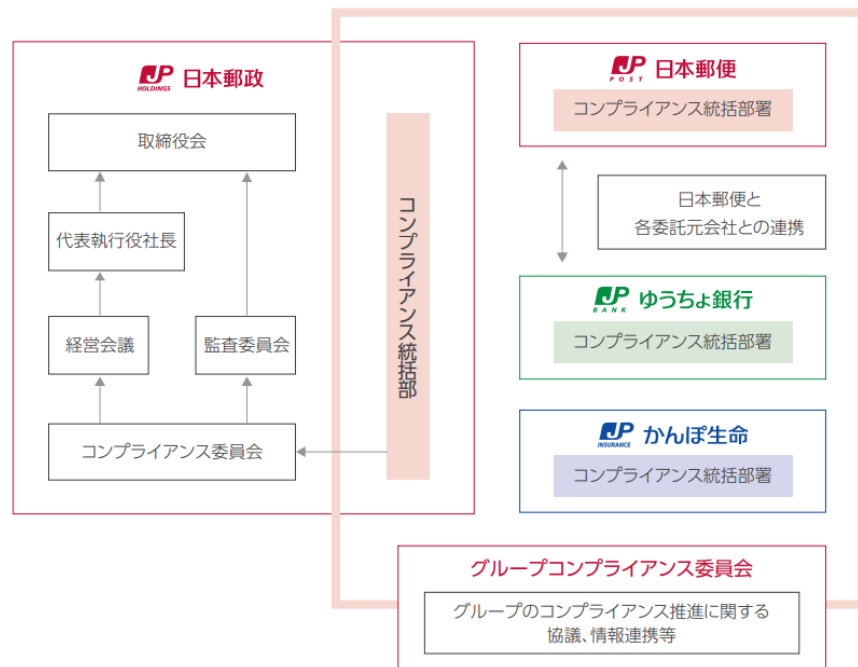 JP
HOLDINGS
日本郵政
取締役会
代表執行役社長
経営会議
監査委員会
コンプライアンス委員会
コンプライアンス統括部
JP
POST
日本郵便
コンプライアンス統括部署
日本郵便と
各委託元会社との連携
JP
BANK
ゆうちょ銀行
コンプライアンス統括部署
JP
INSURANCE
かんぽ生命
コンプライアンス統括部署
グループコンプライアンス委員会
グループのコンプライアンス推進に関する
協議、情報連携等